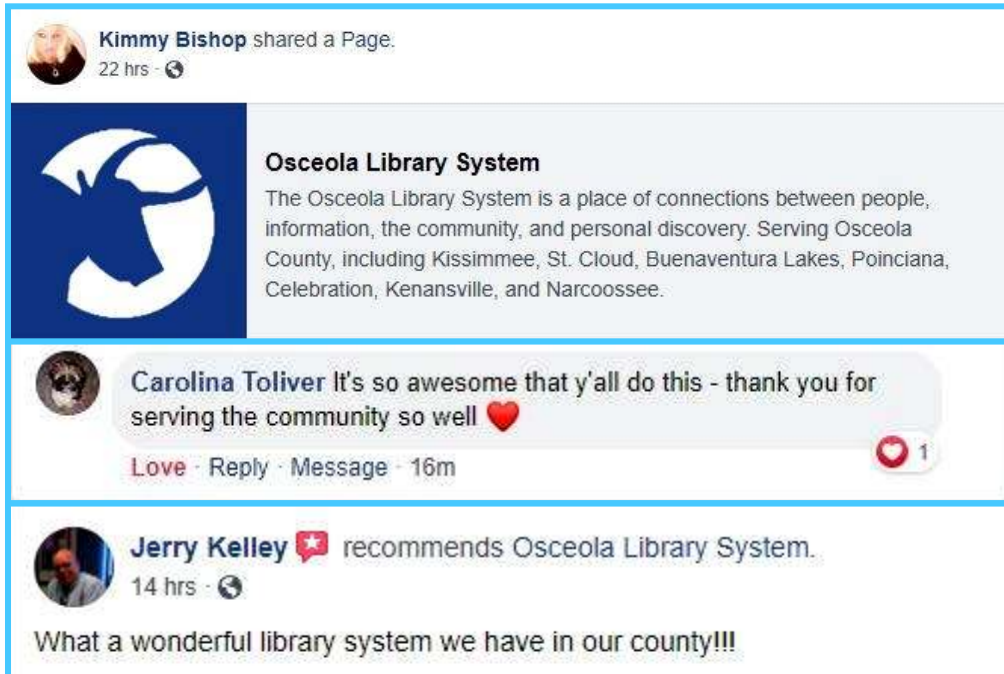 Kimmy Bishop shared a Page.
22 hrs ·
Osceola Library System
The Osceola Library System is a place of connections between people,
information, the community, and personal discovery. Serving Osceola
County, including Kissimmee, St. Cloud, Buenaventura Lakes, Poinciana,
Celebration, Kenansville, and Narcoossee.
Carolina Toliver It's so awesome that y'all do this - thank you for
serving the community so well ❤
1
Love · Reply · Message · 16m
Jerry Kelley recommends Osceola Library System.
14 hrs ·
What a wonderful library system we have in our county!!!